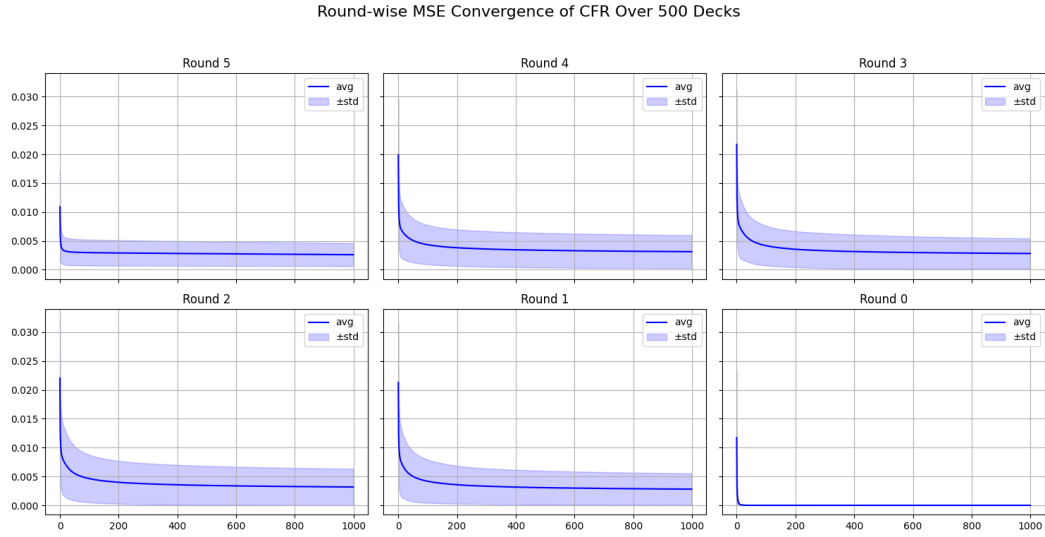 Round-wise MSE Convergence of CFR Over 500 Decks
Round 5
Round 4
Round 3
avg
±std
avg
±std
avg
±std
0.030
0.025
0.020
0.015
0.010
0.005
0.000
Round 2
Round 1
Round 0
avg
±std
avg
±std
avg
±std
0.030
0.025
0.020
0.015
0.010
0.005
0.000
0 200 400 600 800 1000
0 200 400 600 800 1000
0 200 400 600 800 1000